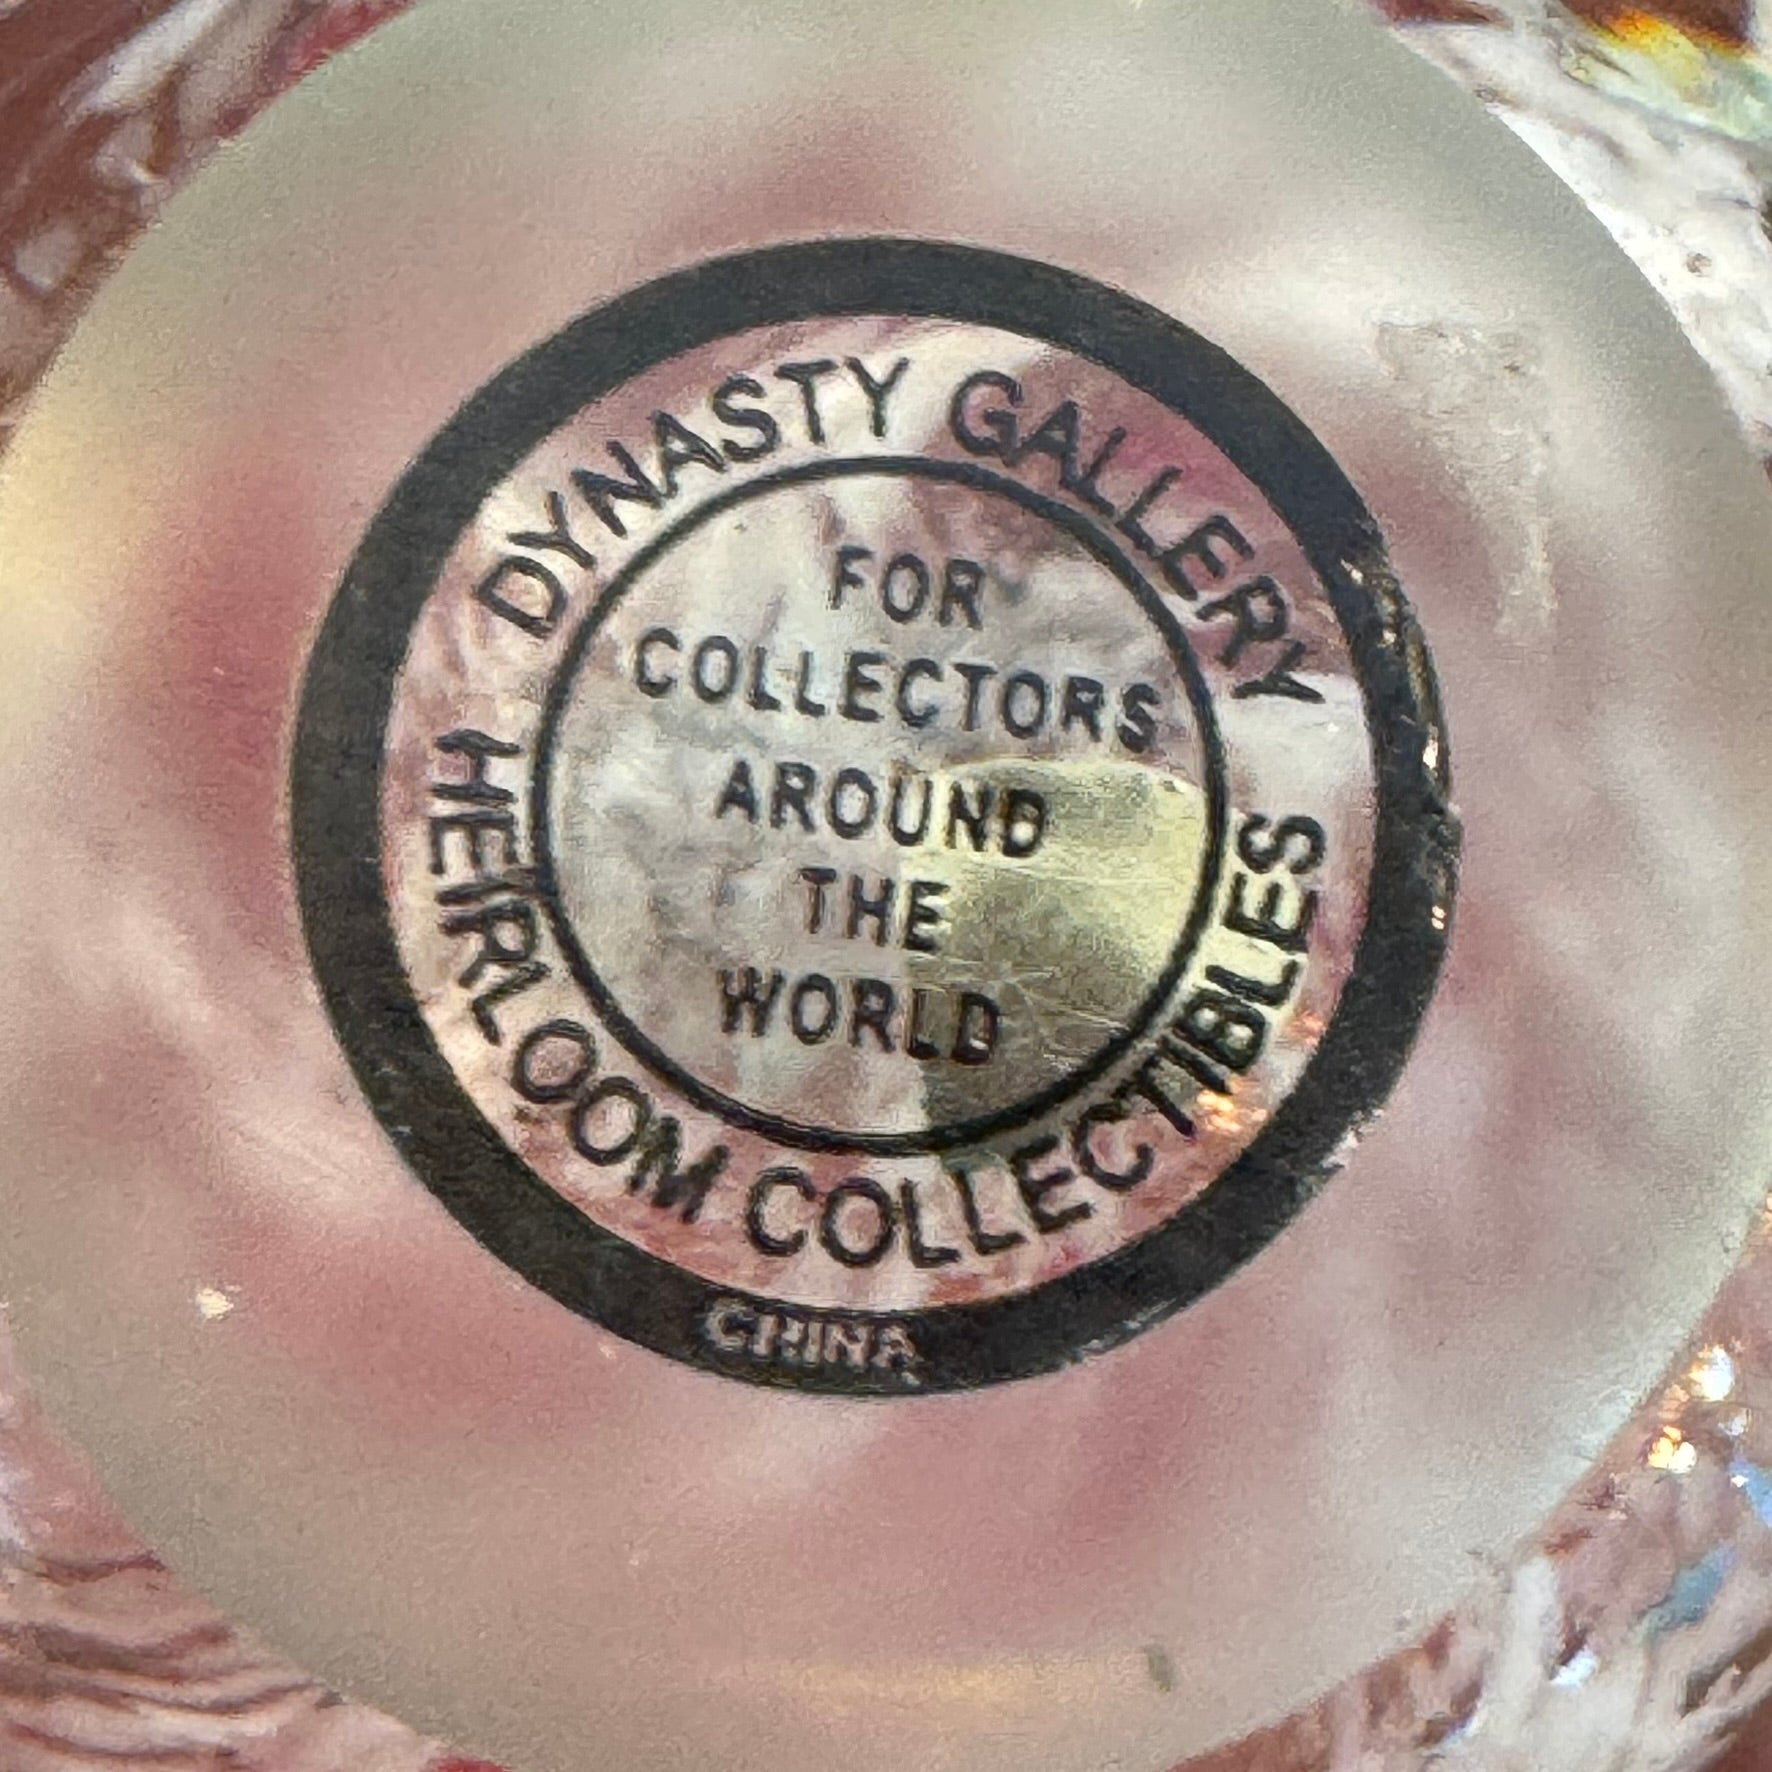 DYNASTY GALLERY
FOR
COLLECTORS
AROUND
THE
WORLD
HEIRLOOM COLLECTIBLES
CHINA